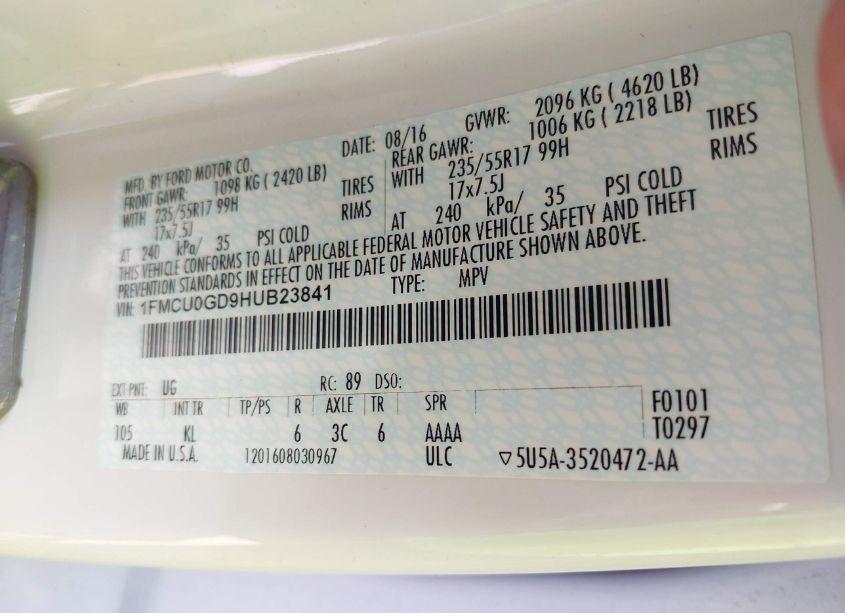 MFD. BY FORD MOTOR CO.
DATE: 08/16 GVWR: 2096 KG ( 4620 LB)
FRONT GAWR: 1098 KG ( 2420 LB)
REAR GAWR: 1006 KG ( 2218 LB)
WITH 235/55R17 99H TIRES
WITH 235/55R17 99H TIRES
17x7.5J RIMS
17x7.5J RIMS
AT 240 kPa/ 35 PSI COLD
AT 240 kPa/ 35 PSI COLD
THIS VEHICLE CONFORMS TO ALL APPLICABLE FEDERAL MOTOR VEHICLE SAFETY AND THEFT
PREVENTION STANDARDS IN EFFECT ON THE DATE OF MANUFACTURE SHOWN ABOVE.
VIN: 1FMCU0GD9HUB23841 TYPE: MPV
EXT PNT: UG RC: 89 DSO:
WB INT TR TP/PS R AXLE TR SPR F0101
105 KL 6 3C 6 AAAA T0297
MADE IN U.S.A. 1201608030967 ULC ▽5U5A-3520472-AA